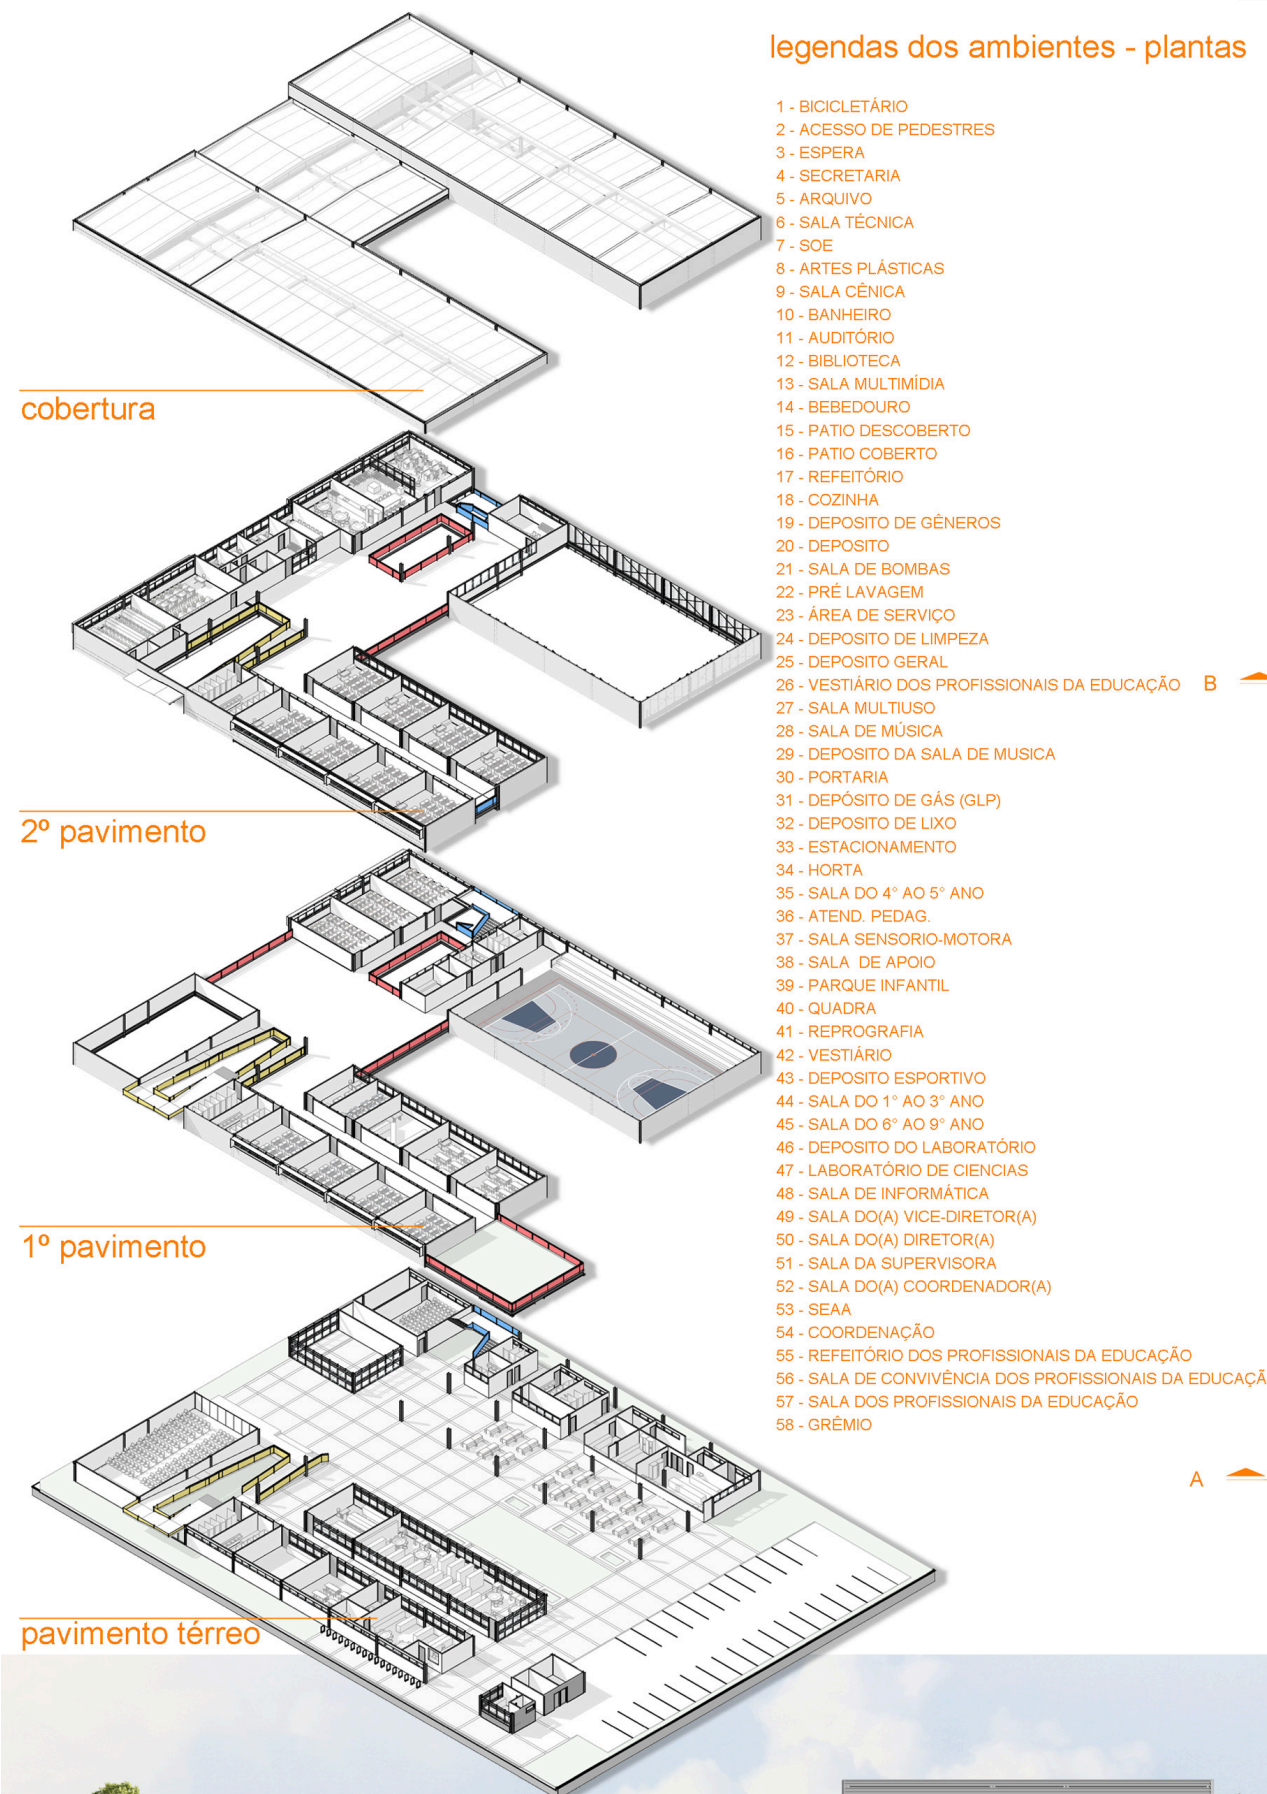 legendas dos ambientes - plantas
1 - BICICLETÁRIO
2 - ACESSO DE PEDESTRES
3 - ESPERA
4 - SECRETARIA
5 - ARQUIVO
6 - SALA TÉCNICA
7 - SOE
8 - ARTES PLÁSTICAS
9 - SALA CÊNICA
10 - BANHEIRO
11 - AUDITÓRIO
12 - BIBLIOTECA
13 - SALA MULTIMÍDIA
14 - BEBEDOURO
15 - PATIO DESCOBERTO
16 - PATIO COBERTO
17 - REFEITÓRIO
18 - COZINHA
19 - DEPOSITO DE GÊNEROS
20 - DEPOSITO
21 - SALA DE BOMBAS
22 - PRÉ LAVAGEM
23 - ÁREA DE SERVIÇO
24 - DEPOSITO DE LIMPEZA
25 - DEPOSITO GERAL
26 - VESTIÁRIO DOS PROFISSIONAIS DA EDUCAÇÃO
27 - SALA MULTIUSO
28 - SALA DE MÚSICA
29 - DEPOSITO DA SALA DE MUSICA
30 - PORTARIA
31 - DEPÓSITO DE GÁS (GLP)
32 - DEPOSITO DE LIXO
33 - ESTACIONAMENTO
34 - HORTA
35 - SALA DO 4° AO 5° ANO
36 - ATEND. PEDAG.
37 - SALA SENSORIO-MOTORA
38 - SALA DE APOIO
39 - PARQUE INFANTIL
40 - QUADRA
41 - REPROGRAFIA
42 - VESTIÁRIO
43 - DEPOSITO ESPORTIVO
44 - SALA DO 1° AO 3° ANO
45 - SALA DO 6° AO 9° ANO
46 - DEPOSITO DO LABORATÓRIO
47 - LABORATÓRIO DE CIENCIAS
48 - SALA DE INFORMÁTICA
49 - SALA DO(A) VICE-DIRETOR(A)
50 - SALA DO(A) DIRETOR(A)
51 - SALA DA SUPERVISORA
52 - SALA DO(A) COORDENADOR(A)
53 - SEAA
54 - COORDENAÇÃO
55 - REFEITÓRIO DOS PROFISSIONAIS DA EDUCAÇÃO
56 - SALA DE CONVIVÊNCIA DOS PROFISSIONAIS DA EDUCAÇÃ
57 - SALA DOS PROFISSIONAIS DA EDUCAÇÃO
58 - GRÊMIO
B
A
cobertura
2º pavimento
1º pavimento
pavimento térreo